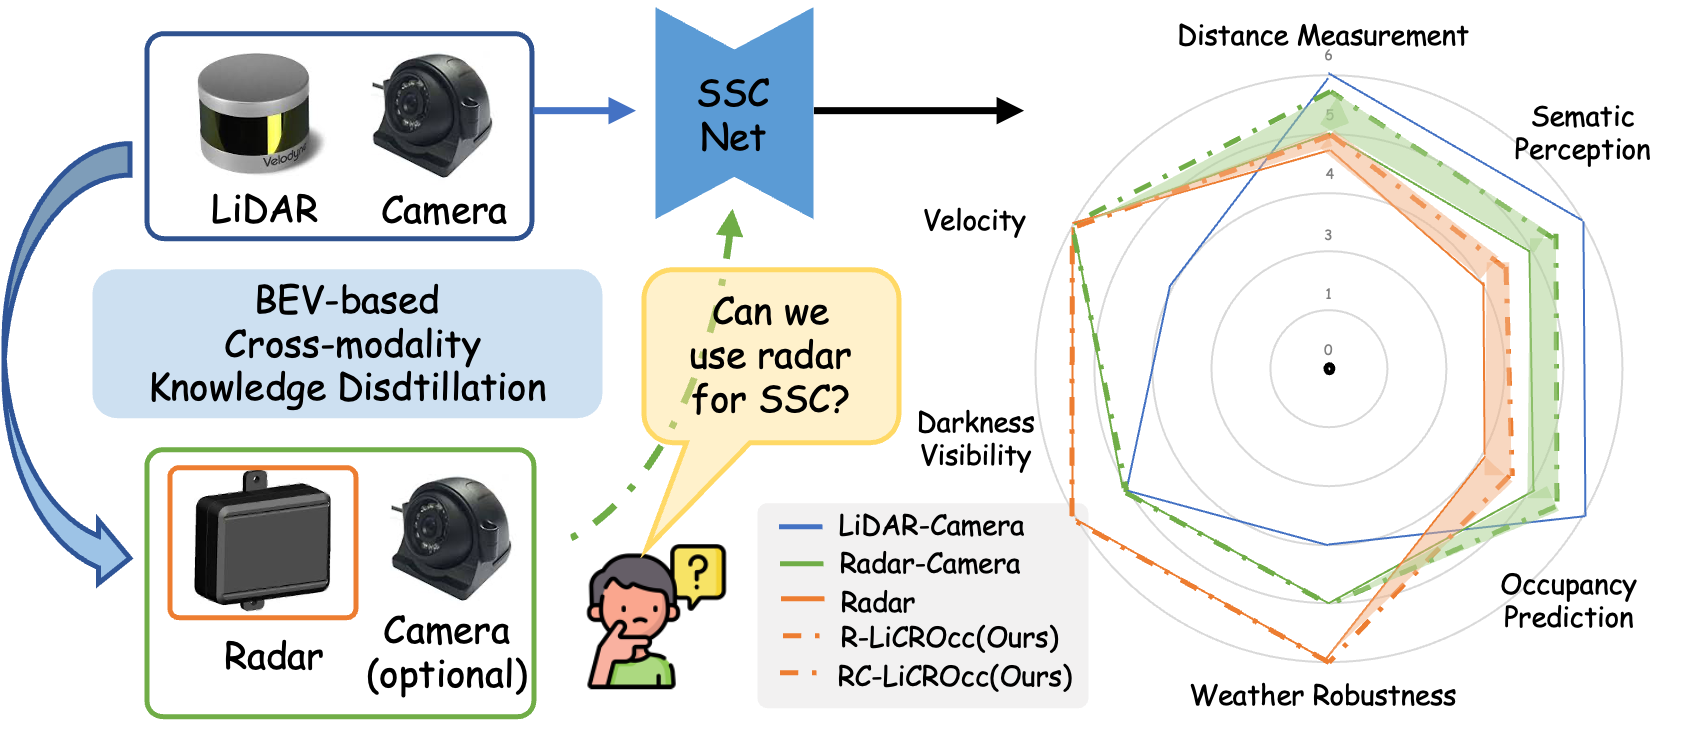 Velodyne
LiDAR
Camera
SSC
Net
BEV-based
Cross-modality
Knowledge Disdtillation
Can we
use radar
for SSC?
Radar
Camera
(optional)
?
LiDAR-Camera
Radar-Camera
Radar
R-LiCROcc(Ours)
RC-LiCROcc(Ours)
Distance Measurement
6
5
4
3
1
0
Sematic
Perception
Velocity
Darkness
Visibility
Occupancy
Prediction
Weather Robustness